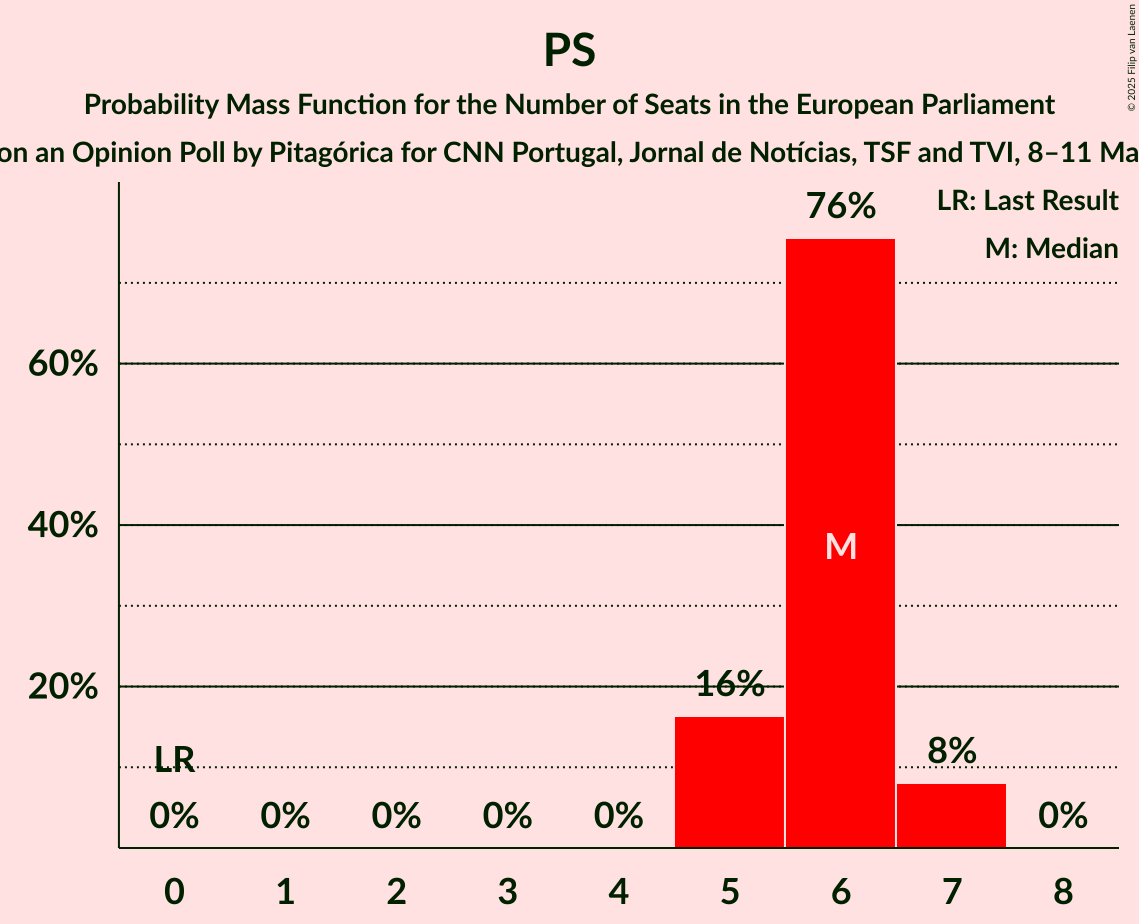 PS
Probability Mass Function for the Number of Seats in the European Parliament
on an Opinion Poll by Pitagórica for CNN Portugal, Jornal de Notícias, TSF and TVI, 8–11 Ma
© 2025 Filip van Laenen
LR: Last Result
M: Median
76%
60%
40%
M
20%
16%
LR
8%
0% 0% 0% 0% 0% 0%
0 1 2 3 4 5 6 7 8